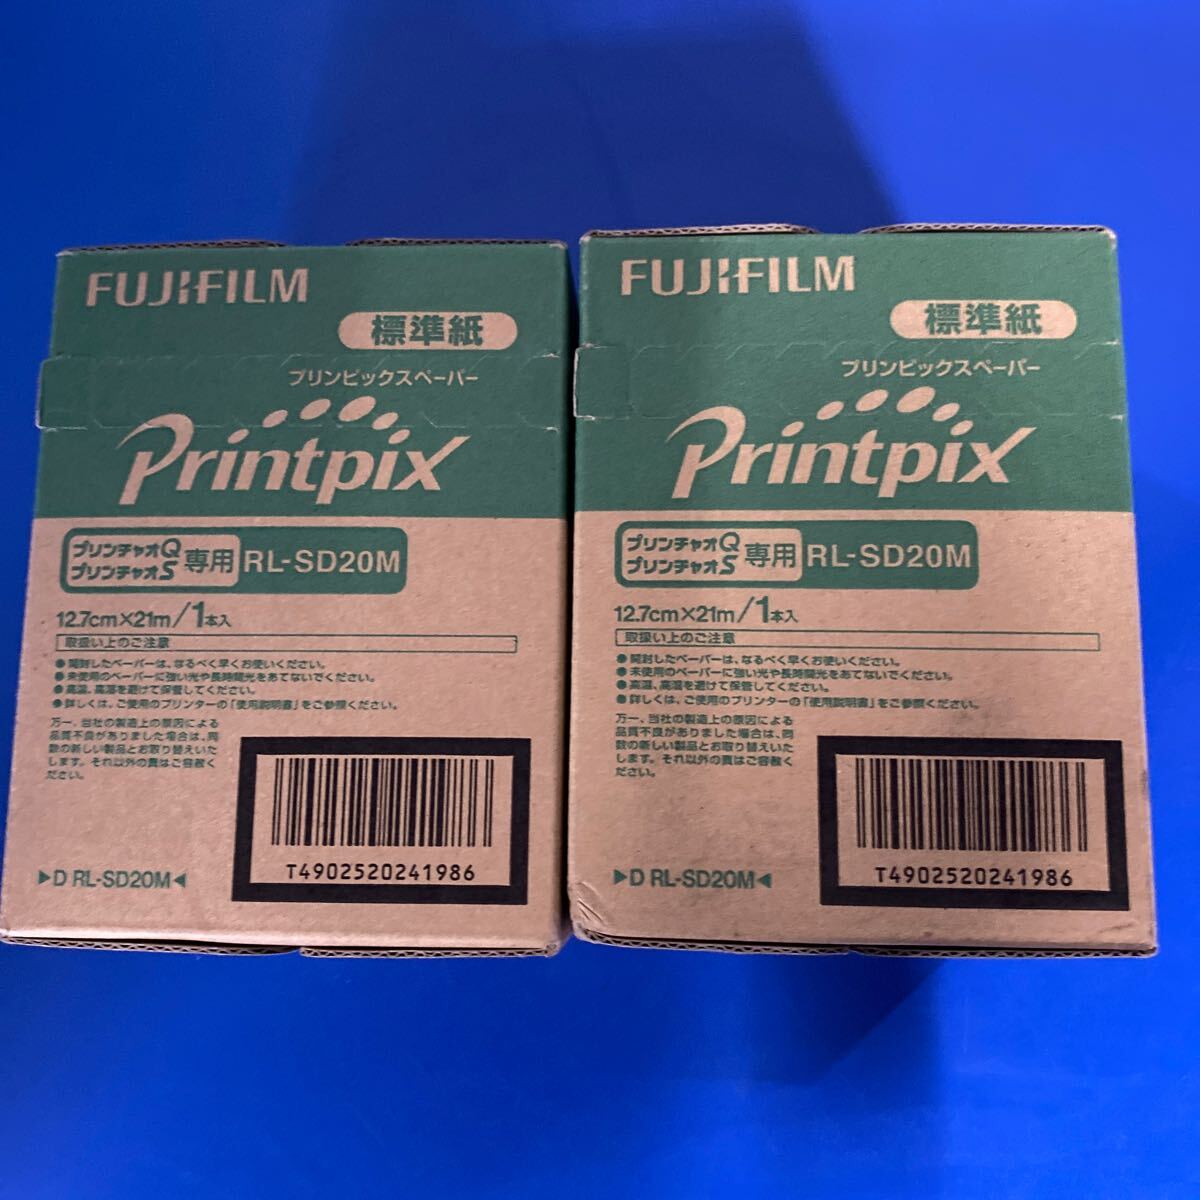 FUJIFILM
標準紙
プリンピックスペーパー
Printpix
プリンチャオQ
プリンチャオS
専用
RL-SD20M
12.7cm×21m/1本入
取扱い上のご注意
●開封したペーパーは、なるべく早くお使いください。
●未使用のペーパーに強い光や長時間光をあてないでください。
●高温、高湿を避けて保管してください。
●詳しくは、ご使用のプリンターの「使用説明書」をご参照ください。
万一、当社の製造上の原因による
品質不良がありました場合は、同
数の新しい製品とお取り替えいた
します。それ以外の責はご容赦く
ださい。
T4902520241986
▶D RL-SD20M◀
FUJIFILM
標準紙
プリンピックスペーパー
Printpix
プリンチャオQ
プリンチャオS
専用
RL-SD20M
12.7cm×21m/1本入
取扱い上のご注意
●開封したペーパーは、なるべく早くお使いください。
●未使用のペーパーに強い光や長時間光をあてないでください。
●高温、高湿を避けて保管してください。
●詳しくは、ご使用のプリンターの「使用説明書」をご参照ください。
万一、当社の製造上の原因による
品質不良がありました場合は、同
数の新しい製品とお取り替えいた
します。それ以外の責はご容赦く
ださい。
T4902520241986
▶D RL-SD20M◀